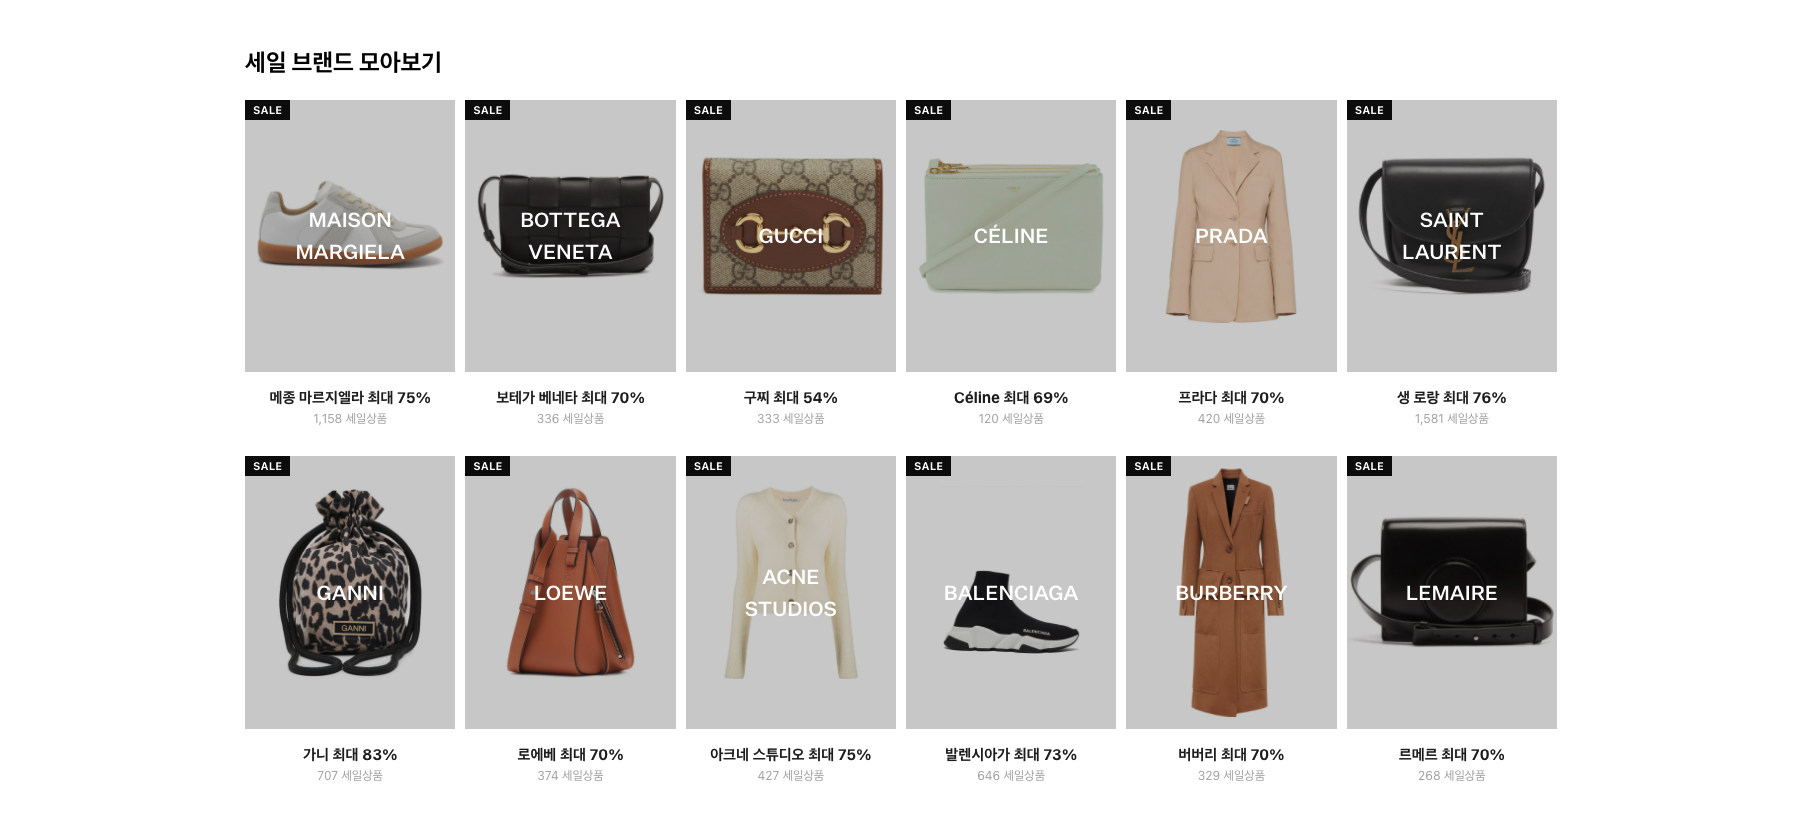 세일 브랜드 모아보기
SALE
SALE
SALE
SALE
SALE
SALE
MAISON
MARGIELA
BOTTEGA
VENETA
GUCCI
CÉLINE
PRADA
SAINT
LAURENT
메종 마르지엘라 최대 75%
1,158 세일상품
보테가 베네타 최대 70%
336 세일상품
구찌 최대 54%
333 세일상품
Céline 최대 69%
120 세일상품
프라다 최대 70%
420 세일상품
생 로랑 최대 76%
1,581 세일상품
SALE
SALE
SALE
SALE
SALE
SALE
GANNI
GANNI
LOEWE
ACNE
STUDIOS
BALENCIAGA
BALENCIAGA
BURBERRY
LEMAIRE
가니 최대 83%
707 세일상품
로에베 최대 70%
374 세일상품
아크네 스튜디오 최대 75%
427 세일상품
발렌시아가 최대 73%
646 세일상품
버버리 최대 70%
329 세일상품
르메르 최대 70%
268 세일상품